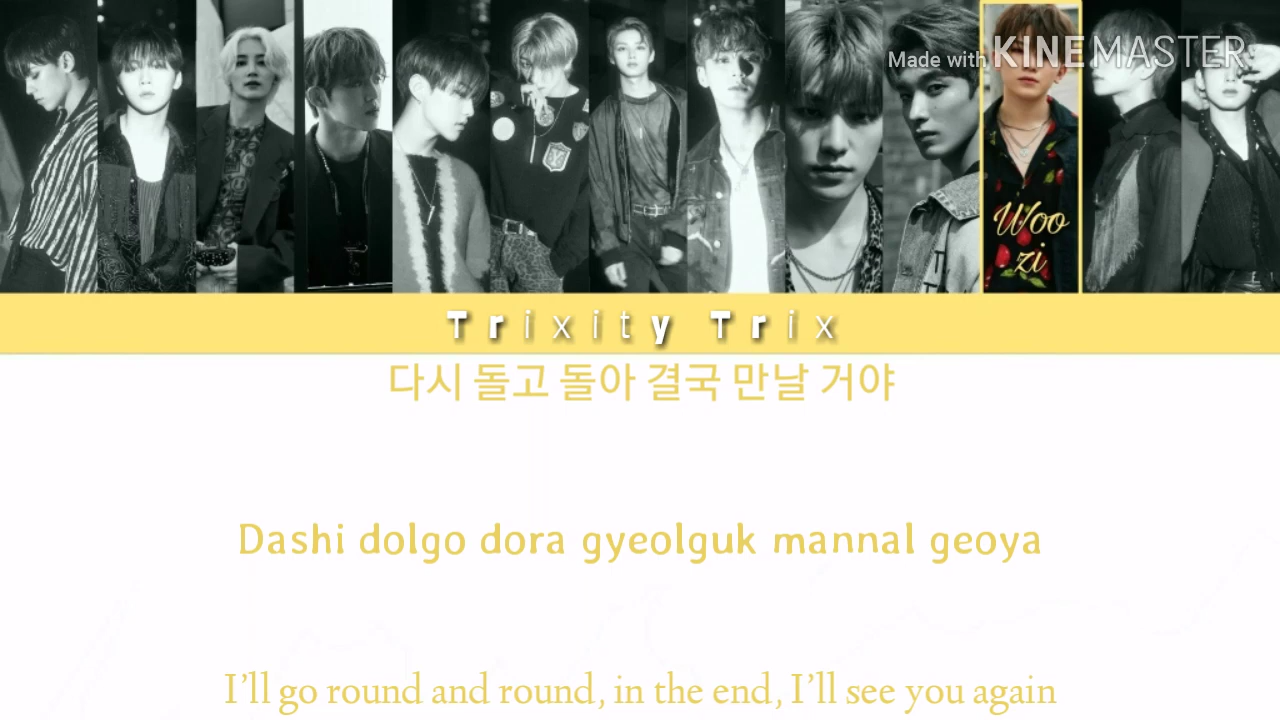 Made with KINEMASTER
Woo
zi
Trixity Trix
다시 돌고 돌아 결국 만날 거야
Dashi dolgo dora gyeolguk mannal geoya
I’ll go round and round, in the end, I’ll see you again